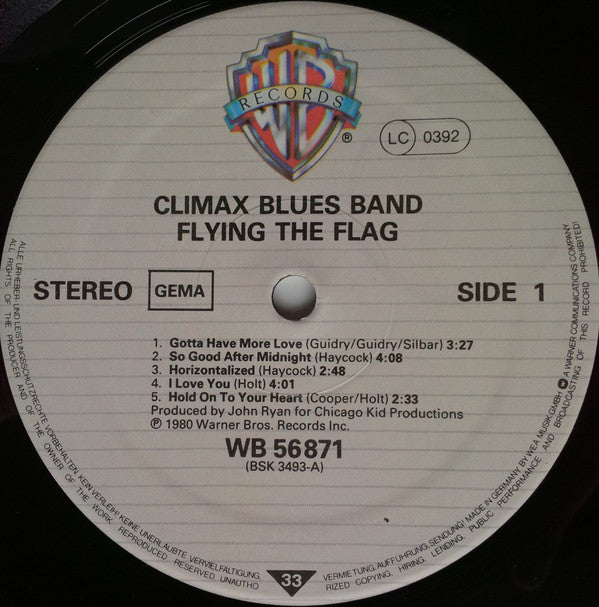 WB
RECORDS
®
LC 0392
CLIMAX BLUES BAND
FLYING THE FLAG
STEREO GEMA SIDE 1
1. Gotta Have More Love (Guidry/Guidry/Silbar) 3:27
2. So Good After Midnight (Haycock) 4:08
3. Horizontalized (Haycock) 2:48
4. I Love You (Holt) 4:01
5. Hold On To Your Heart (Cooper/Holt) 2:33
Produced by John Ryan for Chicago Kid Productions
℗ 1980 Warner Bros. Records Inc.
WB 56 871
(BSK 3493-A)
33
ALLE URHEBER- UND LEISTUNGSSCHUTZRECHTE VORBEHALTEN. KEIN VERLEIH! KEINE UNERLAUBTE VERVIELFÄLTIGUNG,
VERMIETUNG, AUFFÜHRUNG, SENDUNG! MADE IN GERMANY BY WEA MUSIK GMBH A WARNER COMMUNICATIONS COMPANY
ALL RIGHTS OF THE PRODUCER AND OF THE OWNER OF THE WORK REPRODUCED RESERVED. UNAUTHO
RIZED COPYING, HIRING, LENDING, PUBLIC PERFORMANCE AND BROADCASTING OF THIS RECORD PROHIBITED!